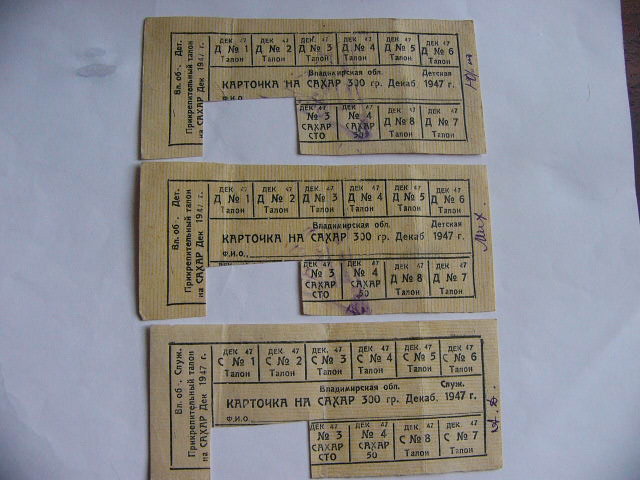 Вл. об. Дет.
Прикрепительный талон
на САХАР Дек 1947 г.
ДЕК 47 ДЕК 47 ДЕК 47 ДЕК 47 ДЕК 47 ДЕК 47
Д № 1 Д № 2 Д № 3 Д № 4 Д № 5 Д № 6
Талон Талон Талон Талон Талон Талон
Владимирская обл. Детская
КАРТОЧКА НА САХАР 300 гр. Декаб 1947 г.
Ф.И.О.
№ 3 № 4 Д № 8 Д № 7
САХАР САХАР Талон Талон
СТО 50
Вл. об. Дет.
Прикрепительный талон
на САХАР Дек 1947 г.
ДЕК 47 ДЕК 47 ДЕК 47 ДЕК 47 ДЕК 47 ДЕК 47
Д № 1 Д № 2 Д № 3 Д № 4 Д № 5 Д № 6
Талон Талон Талон Талон Талон Талон
Владимирская обл. Детская
КАРТОЧКА НА САХАР 300 гр. Декаб 1947 г.
Ф.И.О.
ДЕК 47 ДЕК 47 ДЕК 47 ДЕК 47
№ 3 № 4 Д № 8 Д № 7
САХАР САХАР Талон Талон
СТО 50
Мих.
Вл. об. Служ.
Прикрепительный талон
на САХАР Дек 1947 г.
ДЕК. 47 ДЕК. 47 ДЕК. 47 ДЕК. 47 ДЕК. 47 ДЕК. 47
С № 1 С № 2 С № 3 С № 4 С № 5 С № 6
Талон Талон Талон Талон Талон Талон
Владимирская обл. Служ.
КАРТОЧКА НА САХАР 300 гр. Декаб. 1947 г.
Ф.И.О.
ДЕК. 47 ДЕК. 47 ДЕК. 47 ДЕК. 47
№ 3 № 4 С № 8 С № 7
САХАР САХАР Талон Талон
СТО 50